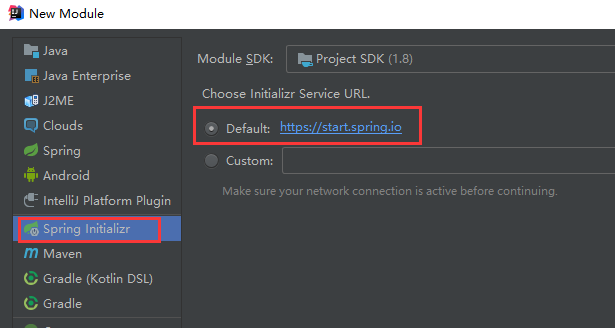 New Module
Java
Java Enterprise
J2ME
Clouds
Spring
Android
IntelliJ Platform Plugin
Spring Initializr
Maven
Gradle (Kotlin DSL)
Gradle
Module SDK:
Project SDK (1.8)
Choose Initializr Service URL.
Default: https://start.spring.io
Custom:
Make sure your network connection is active before continuing.